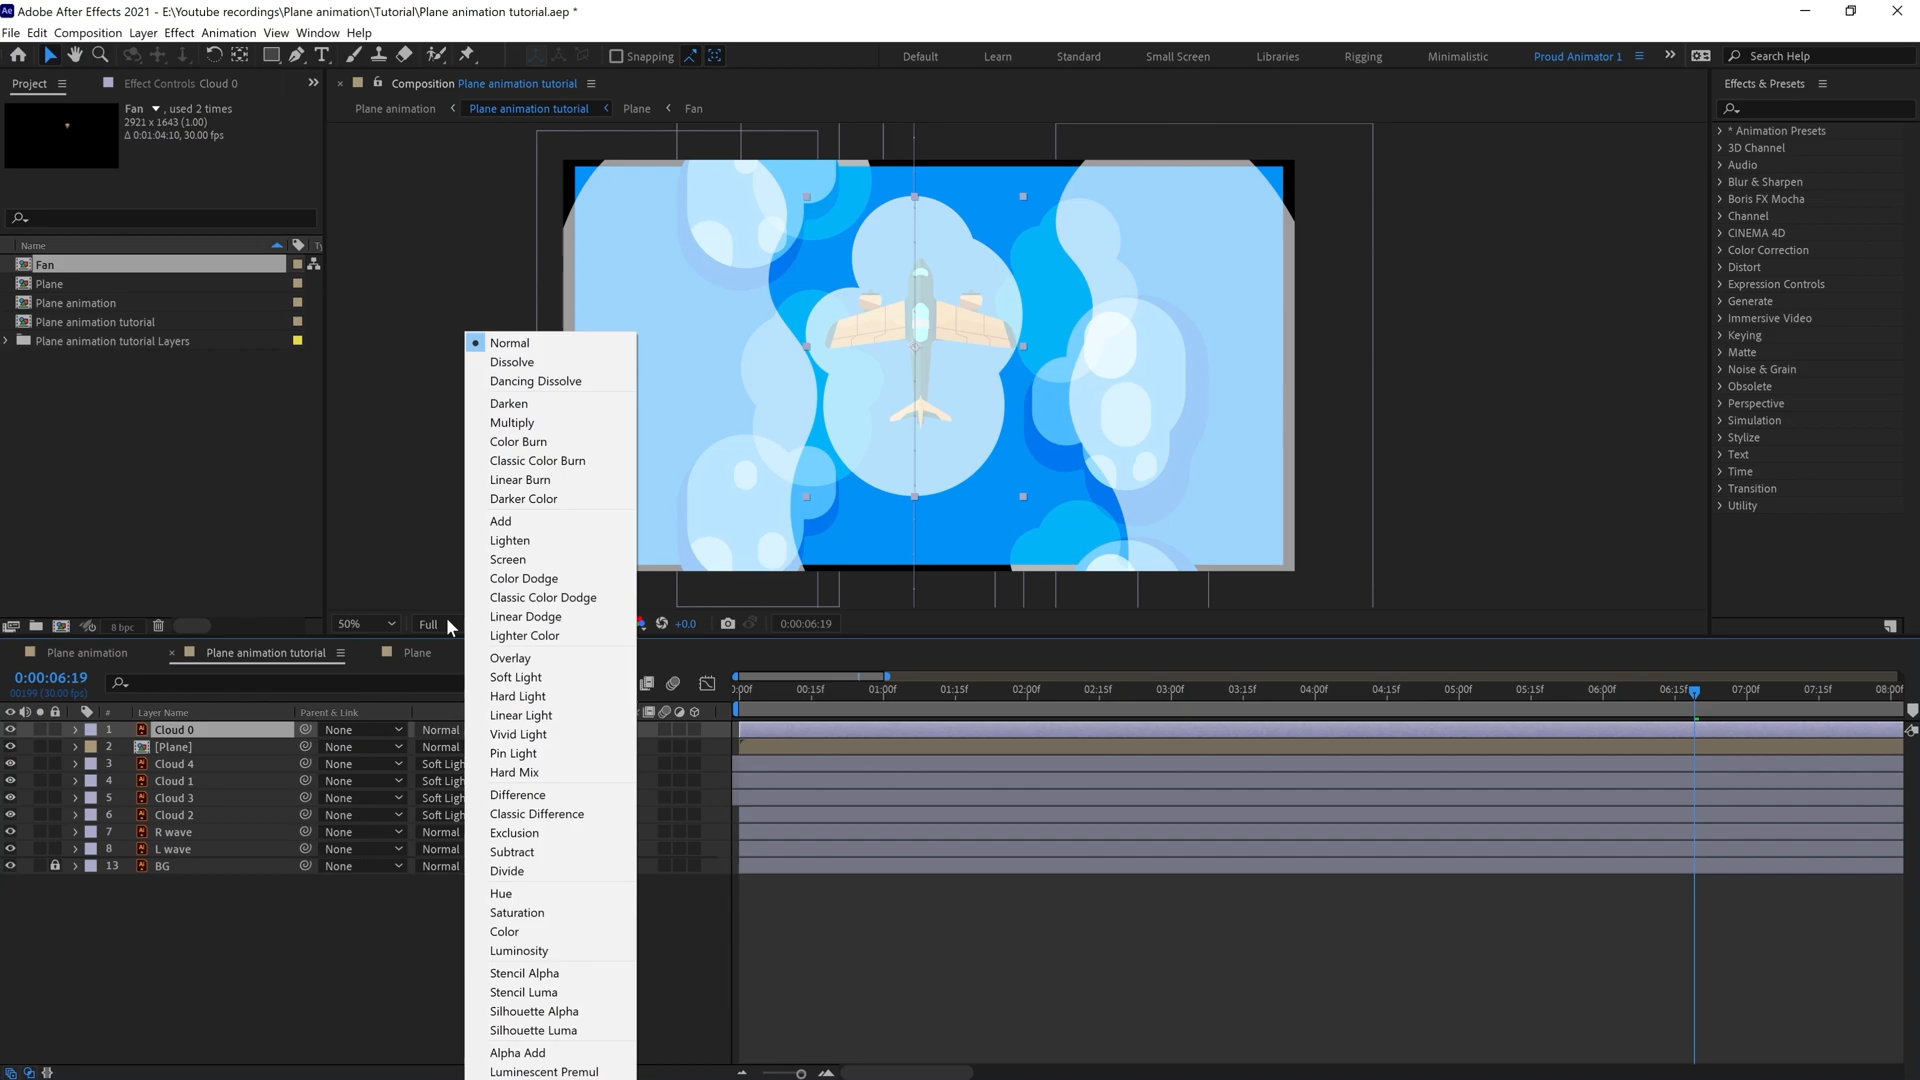 Ae Adobe After Effects 2021 - E:\Youtube recordings\Plane animation\Tutorial\Plane animation tutorial.aep *
File Edit Composition Layer Effect Animation View Window Help
Snapping
Default Learn Standard Small Screen Libraries Rigging Minimalistic Proud Animator 1
Search Help
Project Effect Controls Cloud 0
Composition Plane animation tutorial
Effects & Presets
Plane animation Plane animation tutorial Plane Fan
Fan , used 2 times
2921 x 1643 (1.00)
Δ 0:01:04:10, 30.00 fps
Name Ty
Fan
Plane
Plane animation
Plane animation tutorial
Plane animation tutorial Layers
* Animation Presets
3D Channel
Audio
Blur & Sharpen
Boris FX Mocha
Channel
CINEMA 4D
Color Correction
Distort
Expression Controls
Generate
Immersive Video
Keying
Matte
Noise & Grain
Obsolete
Perspective
Simulation
Stylize
Text
Time
Transition
Utility
Normal
Dissolve
Dancing Dissolve
Darken
Multiply
Color Burn
Classic Color Burn
Linear Burn
Darker Color
Add
Lighten
Screen
Color Dodge
Classic Color Dodge
Linear Dodge
Lighter Color
Overlay
Soft Light
Hard Light
Linear Light
Vivid Light
Pin Light
Hard Mix
Difference
Classic Difference
Exclusion
Subtract
Divide
Hue
Saturation
Color
Luminosity
Stencil Alpha
Stencil Luma
Silhouette Alpha
Silhouette Luma
Alpha Add
Luminescent Premul
8 bpc
50% Full +0.0 0:00:06:19
Plane animation Plane animation tutorial Plane
0:00:06:19
00199 (30.00 fps)
# Layer Name Parent & Link
:00f 00:15f 01:00f 01:15f 02:00f 02:15f 03:00f 03:15f 04:00f 04:15f 05:00f 05:15f 06:00f 06:15f 07:00f 07:15f 08:00f
1 Cloud 0 None Normal
2 [Plane] None Normal
3 Cloud 4 None Soft Ligh
4 Cloud 1 None Soft Ligh
5 Cloud 3 None Soft Ligh
6 Cloud 2 None Soft Ligh
7 R wave None Normal
8 L wave None Normal
13 BG None Normal